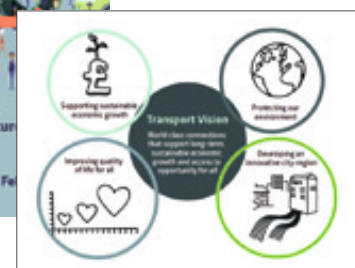 Supporting sustainable
economic growth
Protecting our
environment
Transport Vision
World class connections
that support long-term,
sustainable economic
growth and access to
opportunity for all
Improving quality
of life for all
Developing an
innovative city region